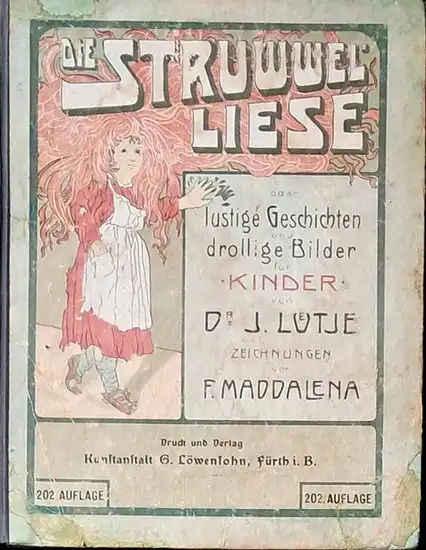 DIE STRUWWEL
LIESE
oder
lustige Geschichten
und
drollige Bilder
für
·KINDER·
von
Dr J. LÜTJE
ZEICHNUNGEN
von
F. MADDALENA
Druck und Verlag
Kunstanstalt G. Löwensohn, Fürth i. B.
202 AUFLAGE
202. AUFLAGE